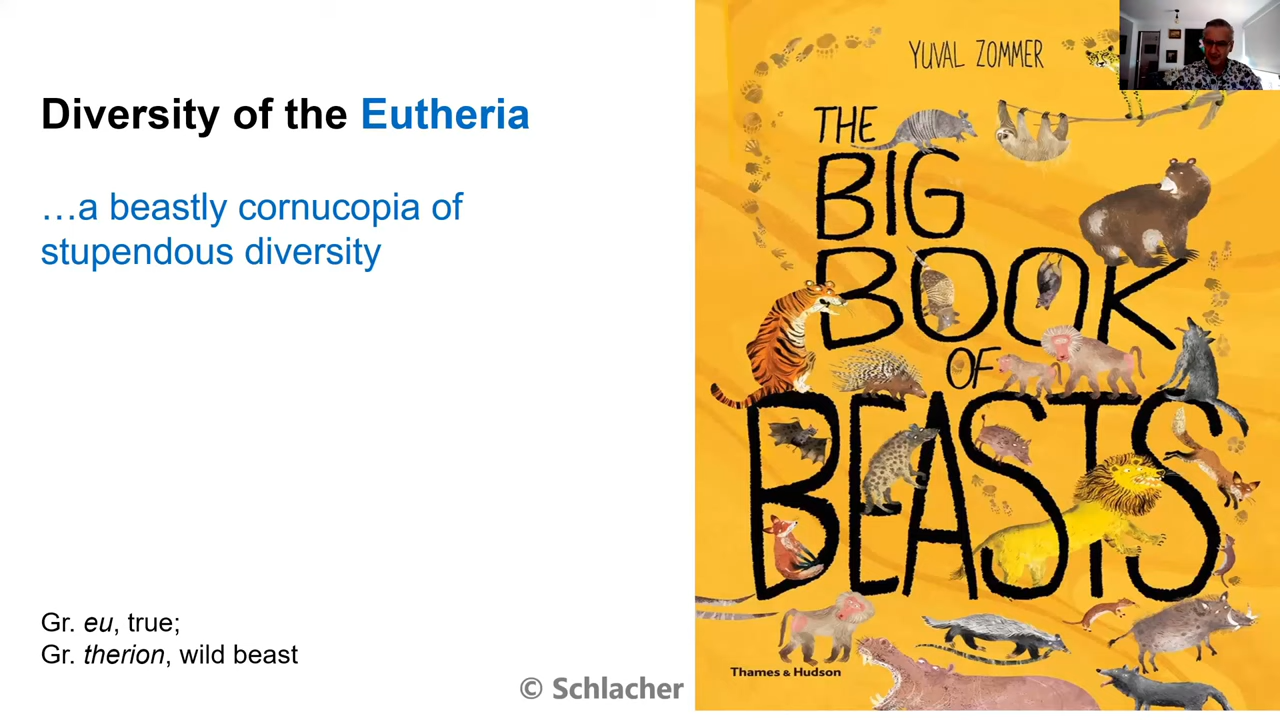 Diversity of the Eutheria
…a beastly cornucopia of
stupendous diversity
Gr. eu, true;
Gr. therion, wild beast
© Schlacher
YUVAL ZOMMER
THE
BIG
BOOK
OF
BEASTS
Thames & Hudson